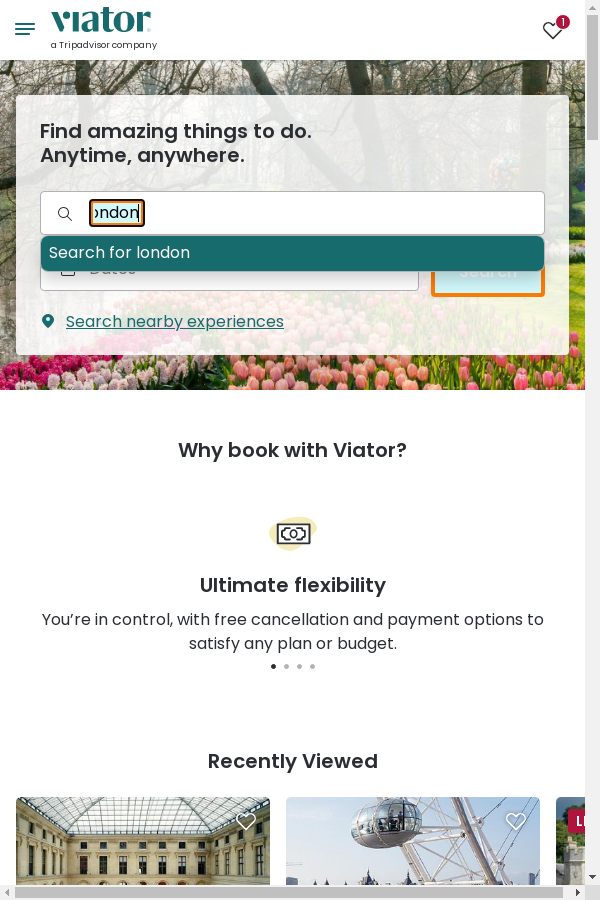 viator
a Tripadvisor company
1
Find amazing things to do.
Anytime, anywhere.
ondon
Search for london
Dates
Search
Search nearby experiences
Why book with Viator?
Ultimate flexibility
You’re in control, with free cancellation and payment options to
satisfy any plan or budget.
Recently Viewed